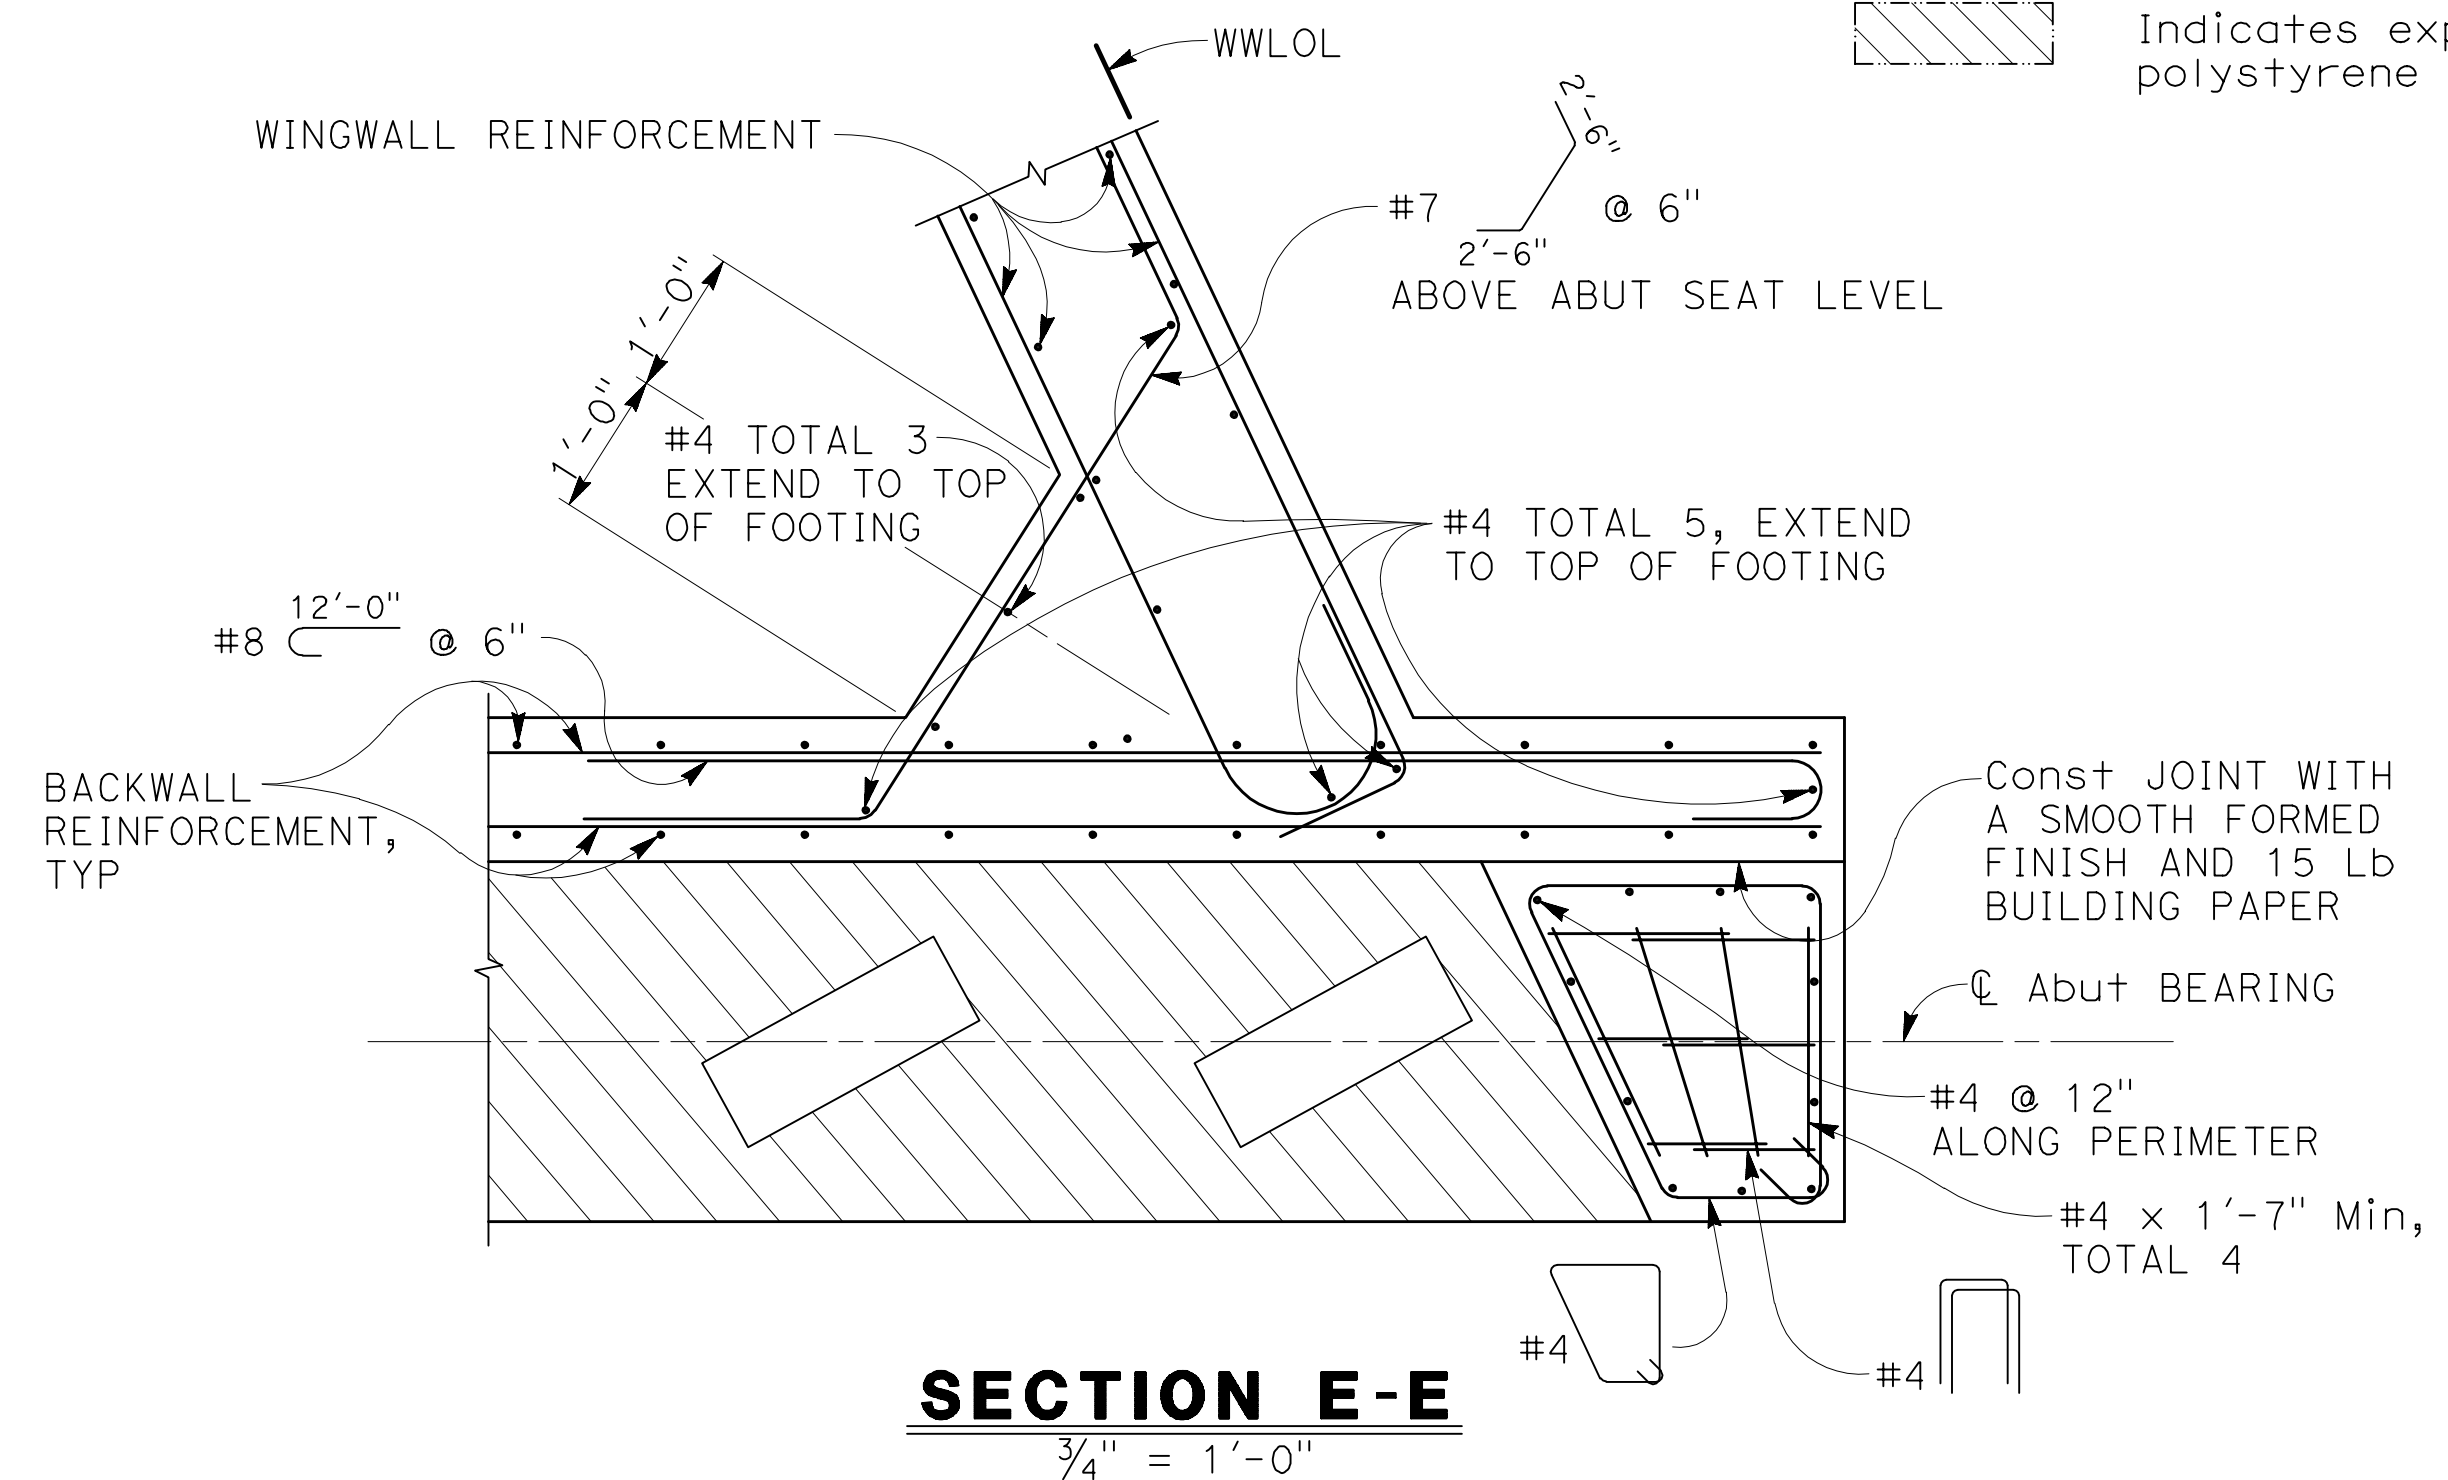 WWLOL
Indicates
polystyrene
WINGWALL REINFORCEMENT
2'-6"
#7 @ 6"
2'-6"
ABOVE ABUT SEAT LEVEL
1'-0"
1'-0"
#4 TOTAL 3
EXTEND TO TOP
OF FOOTING
#4 TOTAL 5, EXTEND
TO TOP OF FOOTING
12'-0"
#8 @ 6"
BACKWALL
REINFORCEMENT,
TYP
Const JOINT WITH
A SMOOTH FORMED
FINISH AND 15 Lb
BUILDING PAPER
℄ Abut BEARING
#4 @ 12"
ALONG PERIMETER
#4 x 1'-7" Min,
TOTAL 4
#4
#4
SECTION E-E
3/4" = 1'-0"